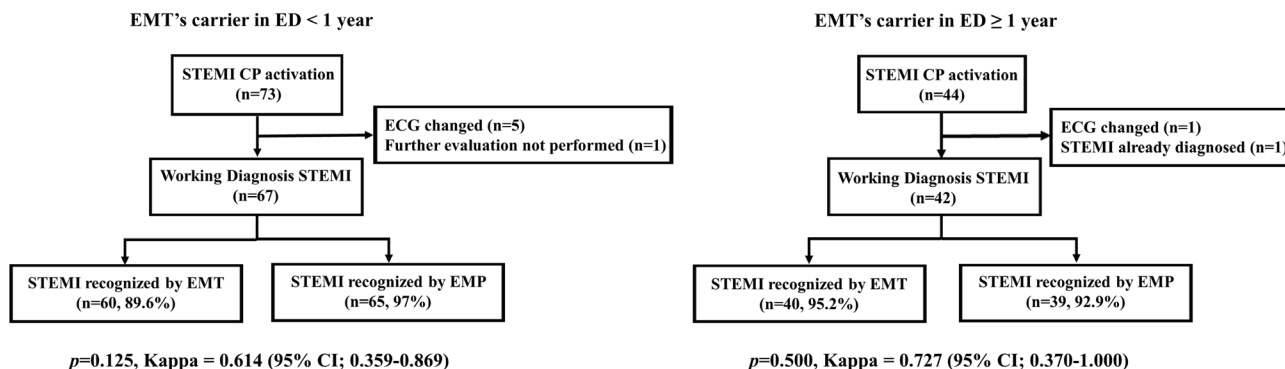 EMT’s carrier in ED < 1 year
STEMI CP activation
(n=73)
ECG changed (n=5)
Further evaluation not performed (n=1)
Working Diagnosis STEMI
(n=67)
STEMI recognized by EMT
(n=60, 89.6%)
STEMI recognized by EMP
(n=65, 97%)
p=0.125, Kappa = 0.614 (95% CI; 0.359-0.869)
EMT’s carrier in ED ≥ 1 year
STEMI CP activation
(n=44)
ECG changed (n=1)
STEMI already diagnosed (n=1)
Working Diagnosis STEMI
(n=42)
STEMI recognized by EMT
(n=40, 95.2%)
STEMI recognized by EMP
(n=39, 92.9%)
p=0.500, Kappa = 0.727 (95% CI; 0.370-1.000)